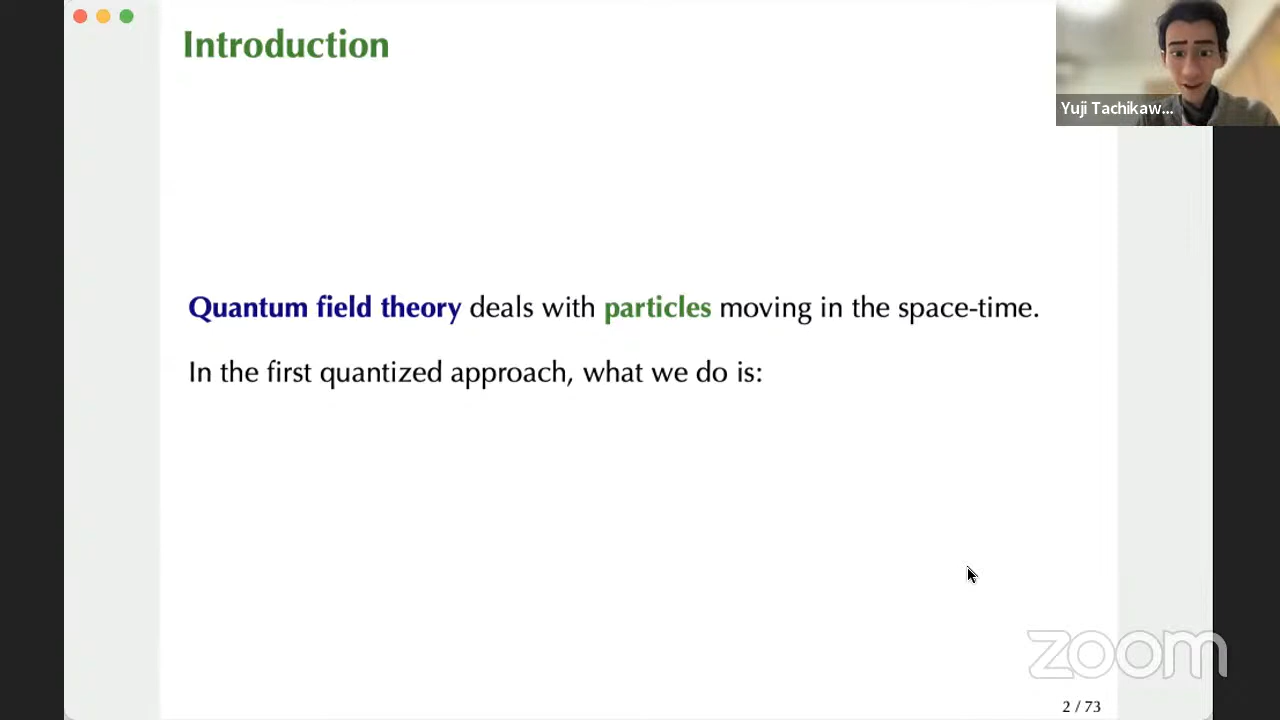 Introduction
Yuji Tachikaw...
Quantum field theory deals with particles moving in the space-time.
In the first quantized approach, what we do is:
zoom
2 / 73